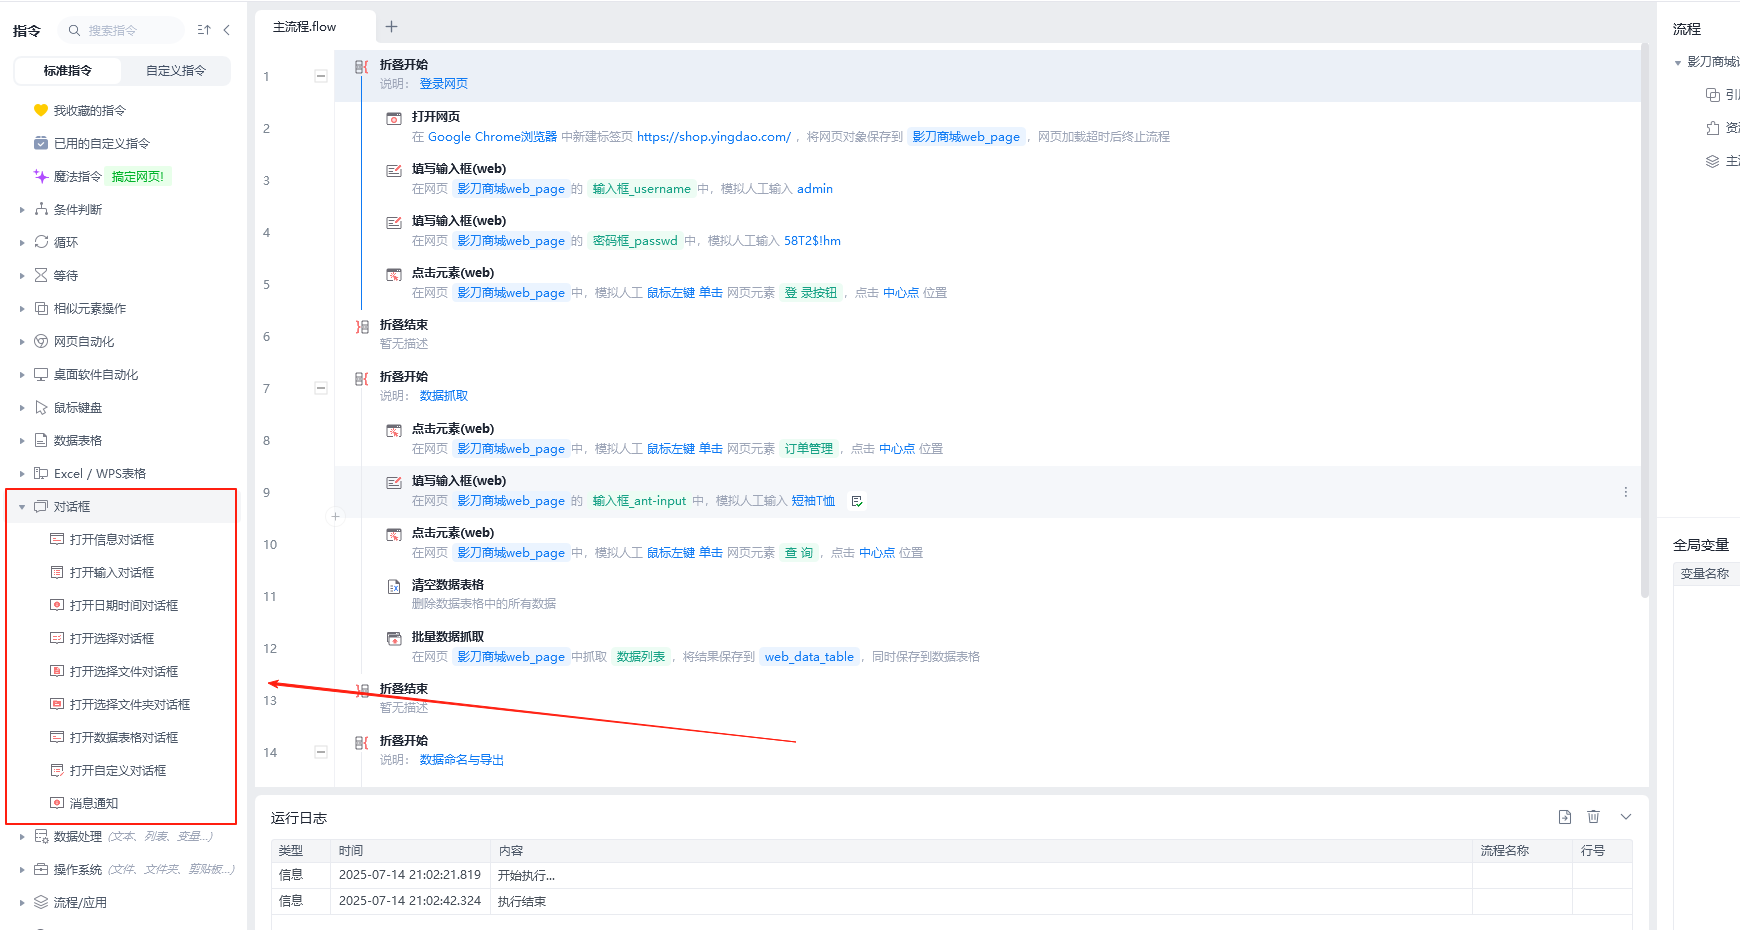 指令
搜索指令
标准指令
自定义指令
我收藏的指令
已用的自定义指令
魔法指令 搞定网页!
条件判断
循环
等待
相似元素操作
网页自动化
桌面软件自动化
鼠标键盘
数据表格
Excel / WPS表格
对话框
打开信息对话框
打开输入对话框
打开日期时间对话框
打开选择对话框
打开选择文件对话框
打开选择文件夹对话框
打开数据表格对话框
打开自定义对话框
消息通知
数据处理 (文本、列表、变量...)
操作系统 (文件、文件夹、剪贴板...)
流程/应用
主流程.flow
1
折叠开始
说明: 登录网页
2
打开网页
在 Google Chrome浏览器 中新建标签页 https://shop.yingdao.com/ ，将网页对象保存到 影刀商城web_page ，网页加载超时后终止流程
3
填写输入框(web)
在网页 影刀商城web_page 的 输入框_username 中，模拟人工输入 admin
4
填写输入框(web)
在网页 影刀商城web_page 的 密码框_passwd 中，模拟人工输入 58T2$!hm
5
点击元素(web)
在网页 影刀商城web_page 中，模拟人工 鼠标左键 单击 网页元素 登 录按钮 ，点击 中心点 位置
6
折叠结束
暂无描述
7
折叠开始
说明: 数据抓取
8
点击元素(web)
在网页 影刀商城web_page 中，模拟人工 鼠标左键 单击 网页元素 订单管理 ，点击 中心点 位置
9
填写输入框(web)
在网页 影刀商城web_page 的 输入框_ant-input 中，模拟人工输入 短袖T恤
10
点击元素(web)
在网页 影刀商城web_page 中，模拟人工 鼠标左键 单击 网页元素 查 询 ，点击 中心点 位置
11
清空数据表格
删除数据表格中的所有数据
12
批量数据抓取
在网页 影刀商城web_page 中抓取 数据列表 ，将结果保存到 web_data_table ，同时保存到数据表格
13
折叠结束
暂无描述
14
折叠开始
说明: 数据命名与导出
运行日志
类型 时间 内容 流程名称 行号
信息 2025-07-14 21:02:21.819 开始执行...
信息 2025-07-14 21:02:42.324 执行结束
流程
影刀商城
引
资
主
全局变量
变量名称